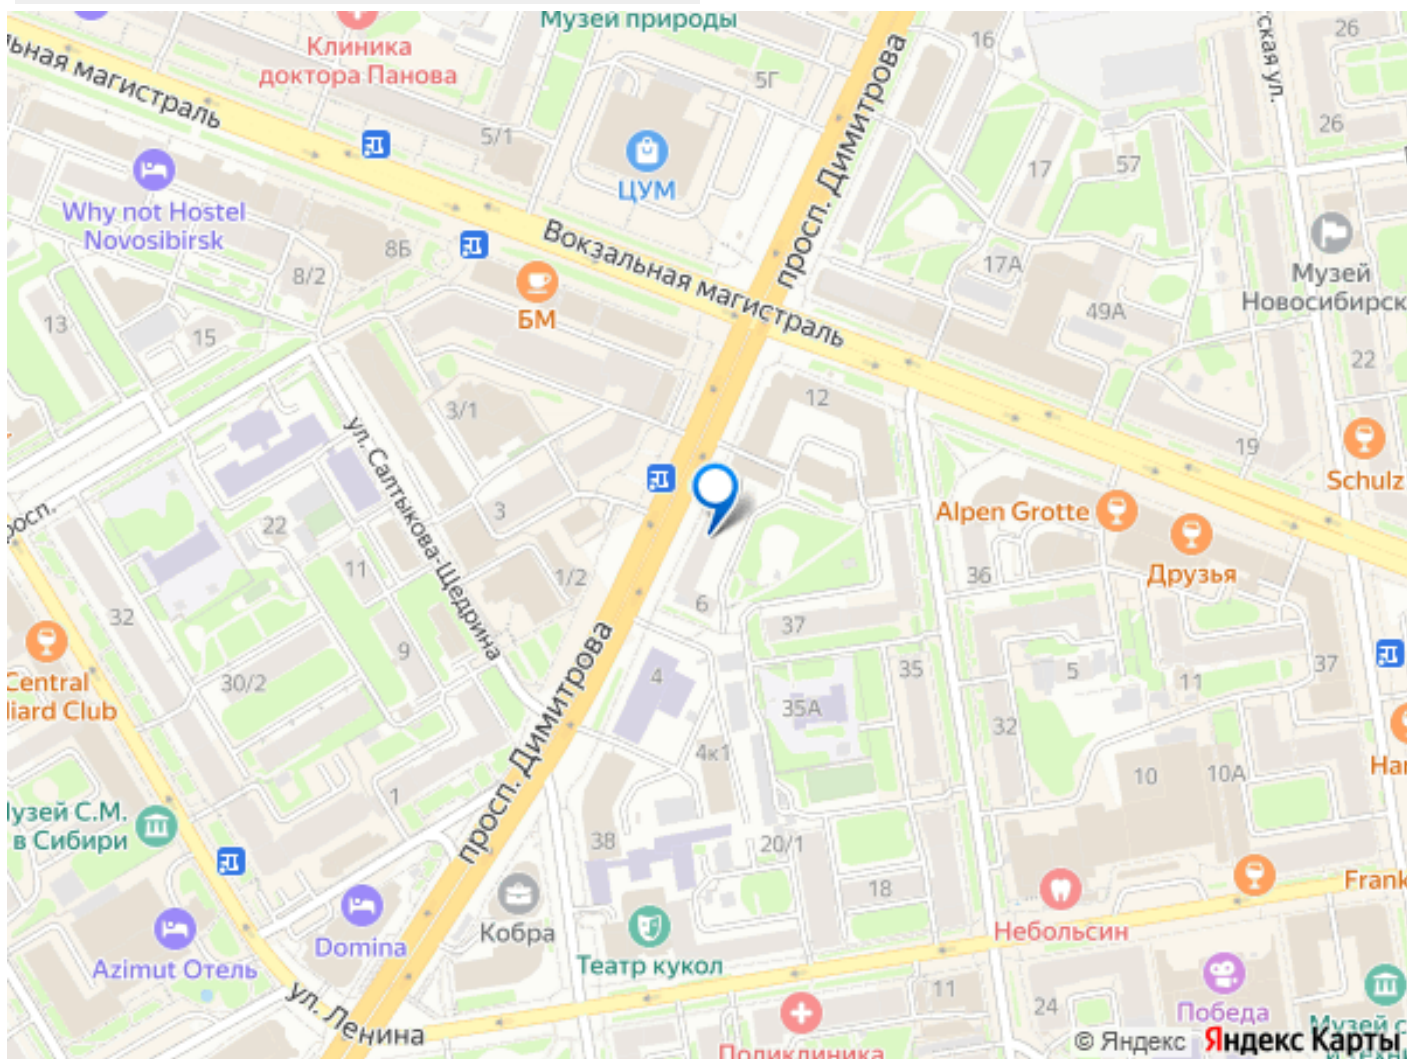 Музей природы
Клиника
доктора Панова
льная магистраль
5/1
5Г
16
ская ул.
26
26
ЦУМ
просп. Димитрова
17
57
Why not Hostel
Novosibirsk
8Б
8/2
Вокзальная магистраль
17А
Музей
Новосибирск
БМ
13
15
49А
22
3/1
12
19
ул. Салтыкова-Щедрина
Schulz
росп.
3
22
Alpen Grotte
Друзья
11
1/2
36
6
37
32
9
35
5
11
37
30/2
4
Central
liard Club
35А
32
просп. Димитрова
4к1
10
10А
Har
1
узей С.М.
в Сибири
38
20/1
18
Frank
Кобра
Небольсин
Domina
Azimut Отель
Театр кукол
ул. Ленина
11
24
Победа
Музей с
Поликлиника
© Яндекс Яндекс Карты